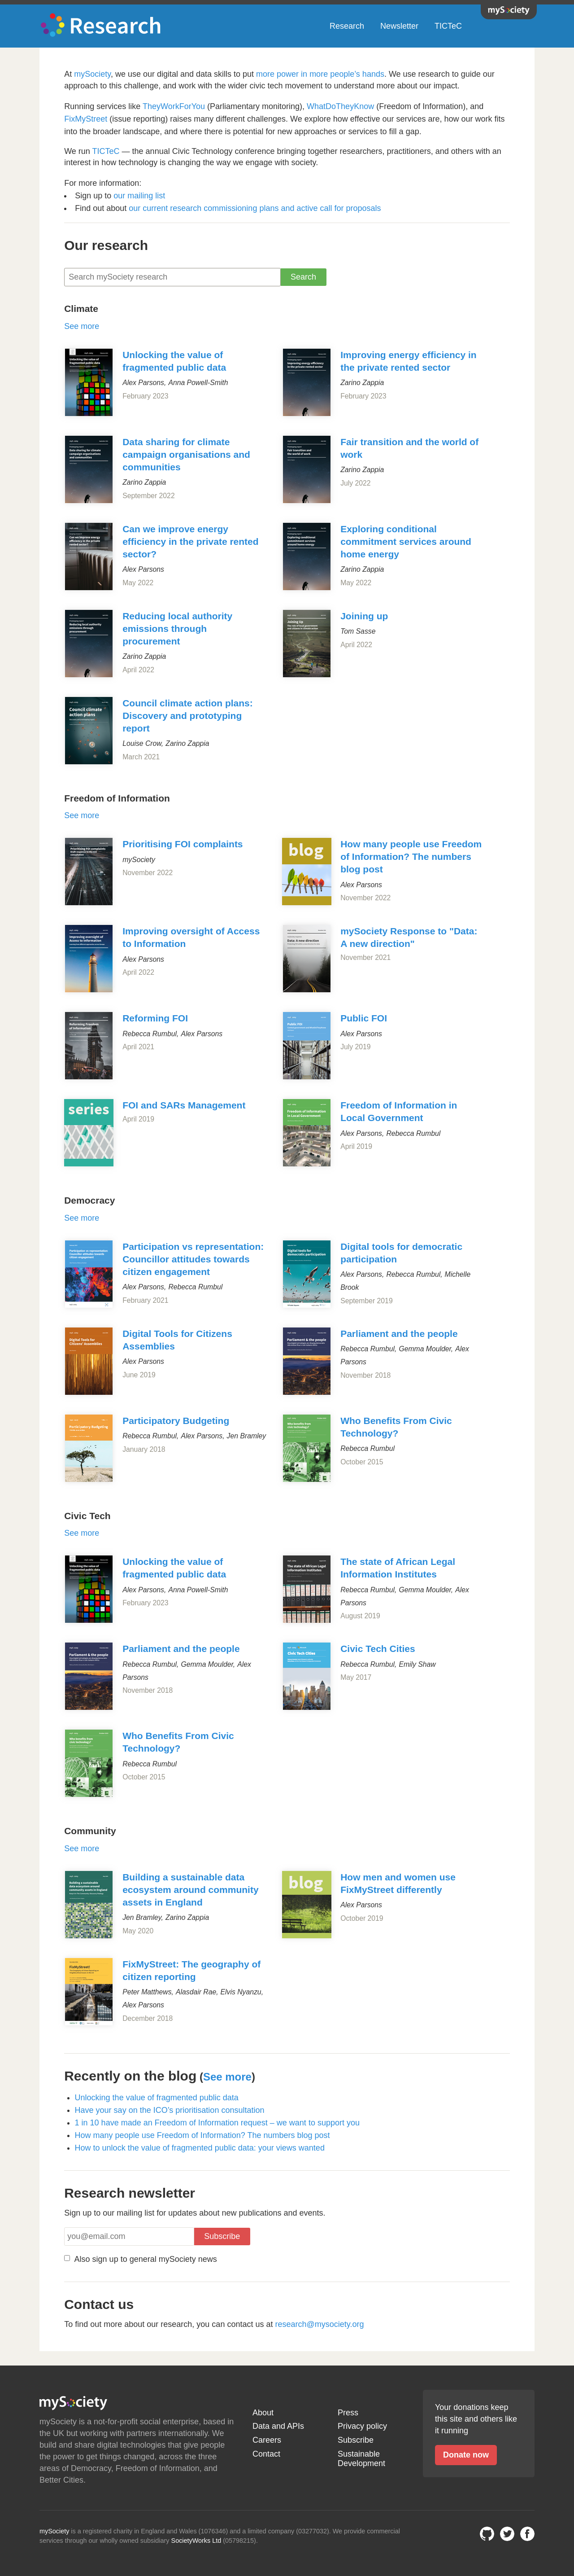 mySociety
Research
Research
Newsletter
TICTeC
At mySociety, we use our digital and data skills to put more power in more people's hands. We use research to guide our
approach to this challenge, and work with the wider civic tech movement to understand more about our impact.
Running services like TheyWorkForYou (Parliamentary monitoring), WhatDoTheyKnow (Freedom of Information), and
FixMyStreet (issue reporting) raises many different challenges. We explore how effective our services are, how our work fits
into the broader landscape, and where there is potential for new approaches or services to fill a gap.
We run TICTeC — the annual Civic Technology conference bringing together researchers, practitioners, and others with an
interest in how technology is changing the way we engage with society.
For more information:
• Sign up to our mailing list
• Find out about our current research commissioning plans and active call for proposals
Our research
Search mySociety research
Search
Climate
See more
Unlocking the value of
fragmented public data
Alex Parsons, Anna Powell-Smith
February 2023
Improving energy efficiency in
the private rented sector
Zarino Zappia
February 2023
Data sharing for climate
campaign organisations and
communities
Zarino Zappia
September 2022
Fair transition and the world of
work
Zarino Zappia
July 2022
Can we improve energy
efficiency in the private rented
sector?
Alex Parsons
May 2022
Exploring conditional
commitment services around
home energy
Zarino Zappia
May 2022
Reducing local authority
emissions through
procurement
Zarino Zappia
April 2022
Joining up
Tom Sasse
April 2022
Council climate action plans:
Discovery and prototyping
report
Louise Crow, Zarino Zappia
March 2021
Freedom of Information
See more
Prioritising FOI complaints
mySociety
November 2022
blog
How many people use Freedom
of Information? The numbers
blog post
Alex Parsons
November 2022
Improving oversight of Access
to Information
Alex Parsons
April 2022
mySociety Response to "Data:
A new direction"
November 2021
Reforming FOI
Rebecca Rumbul, Alex Parsons
April 2021
Public FOI
Alex Parsons
July 2019
series
FOI and SARs Management
April 2019
Freedom of Information in
Local Government
Alex Parsons, Rebecca Rumbul
April 2019
Democracy
See more
Participation vs representation:
Councillor attitudes towards
citizen engagement
Alex Parsons, Rebecca Rumbul
February 2021
Digital tools for democratic
participation
Alex Parsons, Rebecca Rumbul, Michelle
Brook
September 2019
Digital Tools for Citizens
Assemblies
Alex Parsons
June 2019
Parliament and the people
Rebecca Rumbul, Gemma Moulder, Alex
Parsons
November 2018
Participatory Budgeting
Rebecca Rumbul, Alex Parsons, Jen Bramley
January 2018
Who Benefits From Civic
Technology?
Rebecca Rumbul
October 2015
Civic Tech
See more
Unlocking the value of
fragmented public data
Alex Parsons, Anna Powell-Smith
February 2023
The state of African Legal
Information Institutes
Rebecca Rumbul, Gemma Moulder, Alex
Parsons
August 2019
Parliament and the people
Rebecca Rumbul, Gemma Moulder, Alex
Parsons
November 2018
Civic Tech Cities
Rebecca Rumbul, Emily Shaw
May 2017
Who Benefits From Civic
Technology?
Rebecca Rumbul
October 2015
Community
See more
Building a sustainable data
ecosystem around community
assets in England
Jen Bramley, Zarino Zappia
May 2020
blog
How men and women use
FixMyStreet differently
Alex Parsons
October 2019
FixMyStreet: The geography of
citizen reporting
Peter Matthews, Alasdair Rae, Elvis Nyanzu,
Alex Parsons
December 2018
Recently on the blog (See more)
• Unlocking the value of fragmented public data
• Have your say on the ICO's prioritisation consultation
• 1 in 10 have made an Freedom of Information request – we want to support you
• How many people use Freedom of Information? The numbers blog post
• How to unlock the value of fragmented public data: your views wanted
Research newsletter
Sign up to our mailing list for updates about new publications and events.
you@email.com
Subscribe
Also sign up to general mySociety news
Contact us
To find out more about our research, you can contact us at research@mysociety.org
mySociety
mySociety is a not-for-profit social enterprise, based in
the UK but working with partners internationally. We
build and share digital technologies that give people
the power to get things changed, across the three
areas of Democracy, Freedom of Information, and
Better Cities.
About
Data and APIs
Careers
Contact
Press
Privacy policy
Subscribe
Sustainable
Development
Your donations keep
this site and others like
it running
Donate now
mySociety is a registered charity in England and Wales (1076346) and a limited company (03277032). We provide commercial
services through our wholly owned subsidiary SocietyWorks Ltd (05798215).